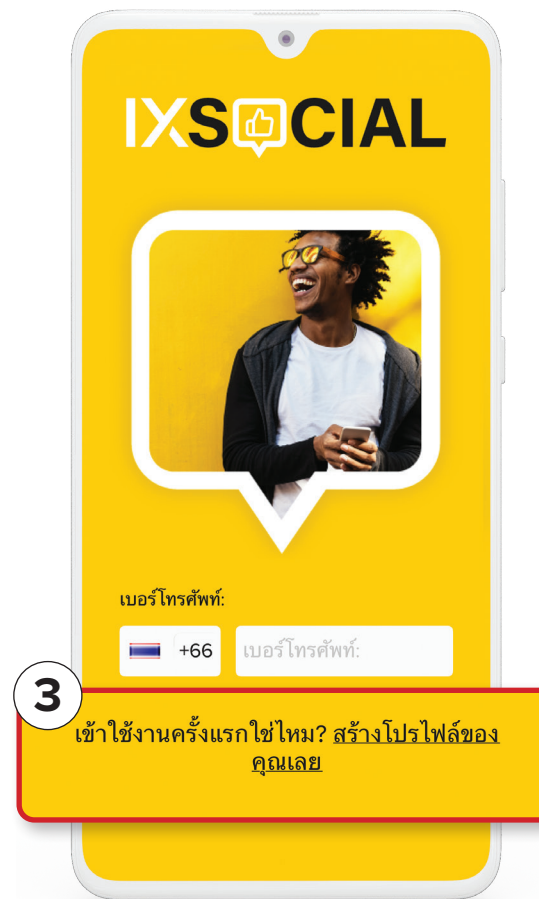 IXSOCIAL
เบอร์โทรศัพท์:
+66 เบอร์โทรศัพท์:
3
เข้าใช้งานครั้งแรกใช่ไหม? สร้างโปรไฟล์ของ
คุณเลย